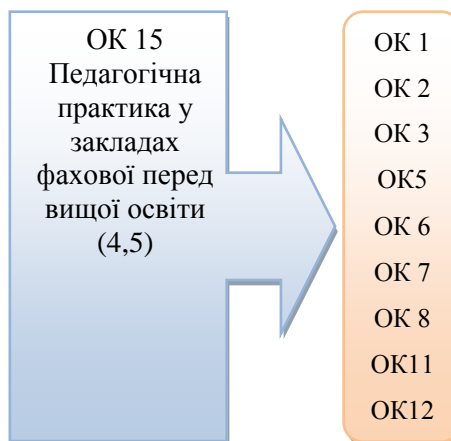 ОК 15
Педагогічна
практика у
закладах
фахової перед
вищої освіти
(4,5)
ОК 1
ОК 2
ОК 3
ОК5
ОК 6
ОК 7
ОК 8
ОК11
ОК12